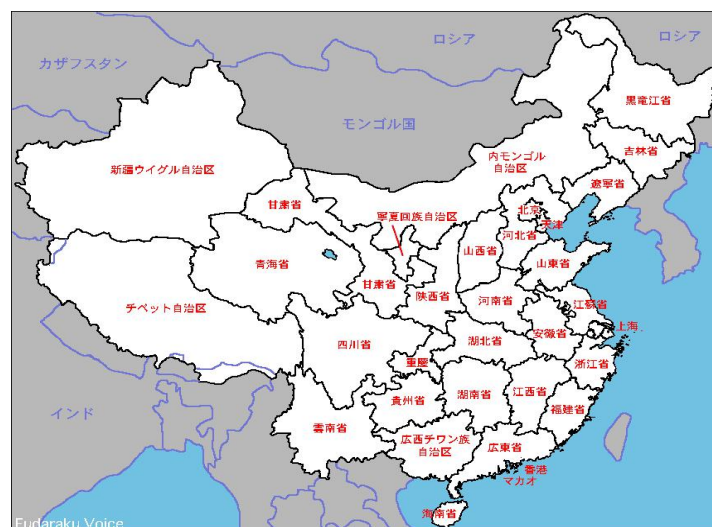 ロシア
ロシア
カザフスタン
黒竜江省
モンゴル国
吉林省
内モンゴル
自治区
新疆ウイグル自治区
遼寧省
甘粛省
北京
寧夏回族自治区
天津
河北省
山西省
青海省
山東省
甘粛省
陝西省
河南省
江蘇省
チベット自治区
上海
安徽省
四川省
湖北省
重慶
浙江省
江西省
湖南省
貴州省
福建省
インド
雲南省
広西チワン族
自治区
広東省
香港
マカオ
海南省
Fudaraku Voice